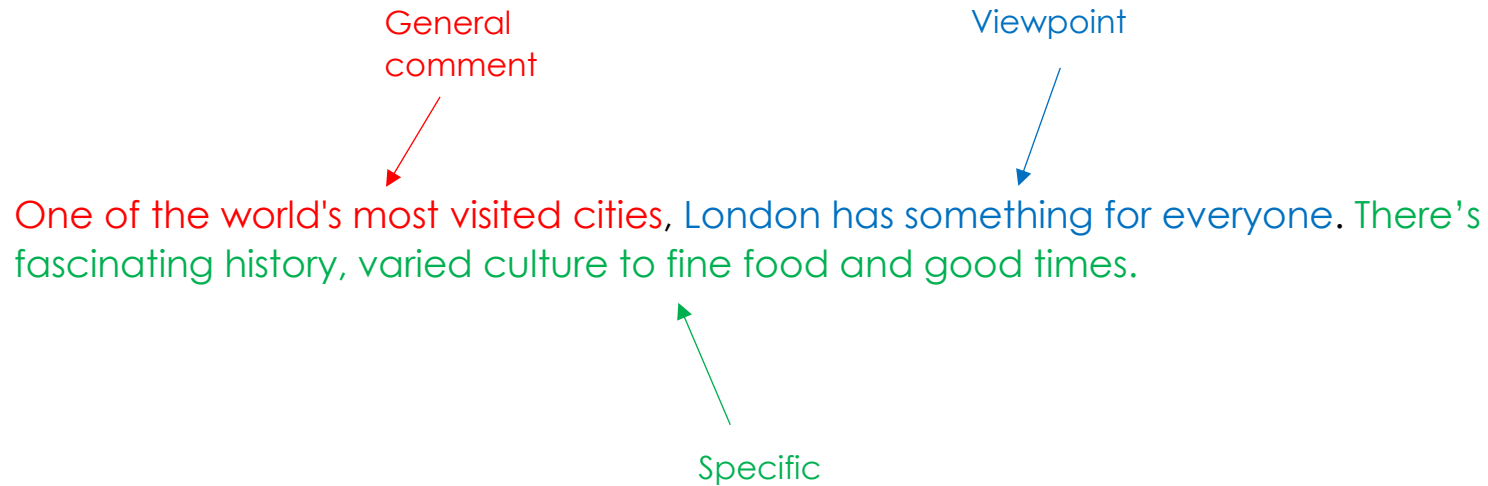 General
comment
Viewpoint
One of the world's most visited cities, London has something for everyone. There’s
fascinating history, varied culture to fine food and good times.
Specific